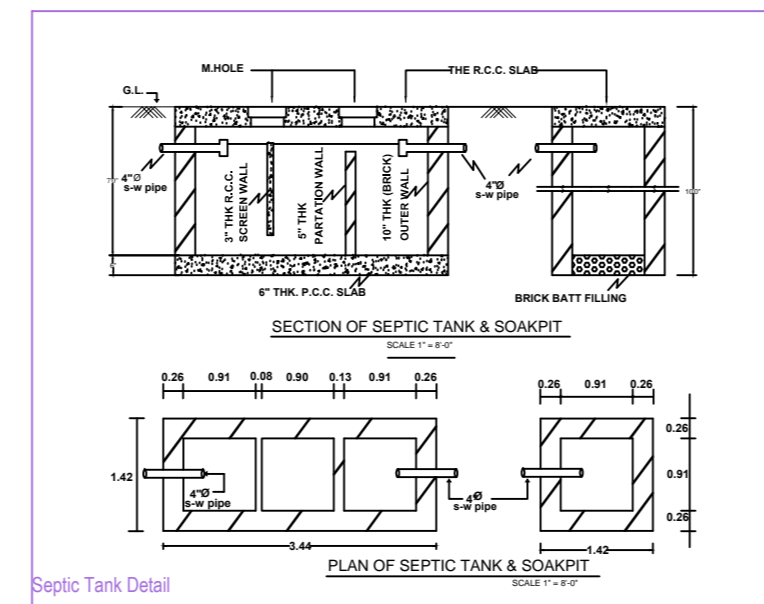 M.HOLE
THE R.C.C. SLAB
G.L.
4"Ø
s-w pipe
3" THK R.C.C.
SCREEN WALL
5" THK
PARTATION WALL
10" THK (BRICK)
OUTER WALL
4"Ø
s-w pipe
10'0"
6" THK. P.C.C. SLAB
BRICK BATT FILLING
SECTION OF SEPTIC TANK & SOAKPIT
SCALE 1" = 8'-0"
0.26 0.91 0.08 0.90 0.13 0.91 0.26
0.26 0.91 0.26
1.42
4"Ø
s-w pipe
4"Ø
s-w pipe
0.26
0.91
0.26
3.44
1.42
PLAN OF SEPTIC TANK & SOAKPIT
SCALE 1" = 8'-0"
Septic Tank Detail